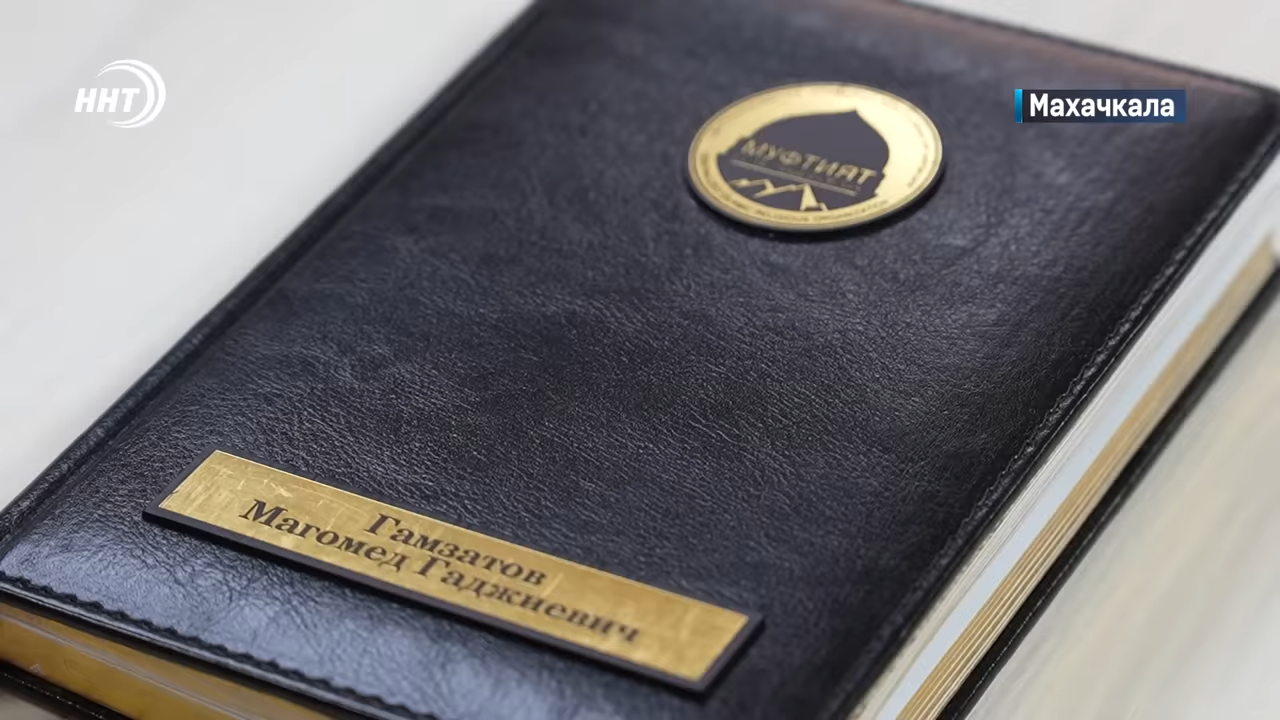 ННТ
Махачкала
МУФТИЯТ
Гамзатов
Магомед Гаджиевич